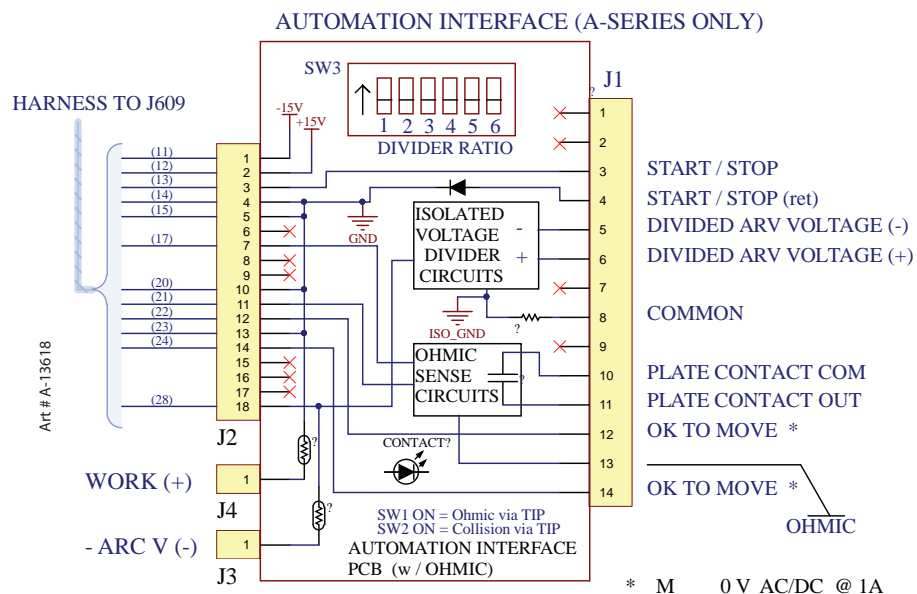 AUTOMATION INTERFACE (A-SERIES ONLY)
SW3
1 2 3 4 5 6
DIVIDER RATIO
J1
?
HARNESS TO J609
-15V
+15V
(11)
(12)
(13)
(14)
(15)
(17)
(20)
(21)
(22)
(23)
(24)
(28)
1
2
3
4
5
6
7
8
9
10
11
12
13
14
15
16
17
18
J2
GND
ISOLATED
VOLTAGE
DIVIDER
CIRCUITS
-
+
ISO_GND
?
OHMIC
SENSE
CIRCUITS
?
CONTACT?
?
?
1
2
3
4
5
6
7
8
9
10
11
12
13
14
START / STOP
START / STOP (ret)
DIVIDED ARV VOLTAGE (-)
DIVIDED ARV VOLTAGE (+)
COMMON
PLATE CONTACT COM
PLATE CONTACT OUT
OK TO MOVE *
OK TO MOVE *
OHMIC
Art # A-13618
WORK (+)
1
J4
- ARC V (-)
1
J3
SW1 ON = Ohmic via TIP
SW2 ON = Collision via TIP
AUTOMATION INTERFACE
PCB (w / OHMIC)
* M 0 V AC/DC @ 1A